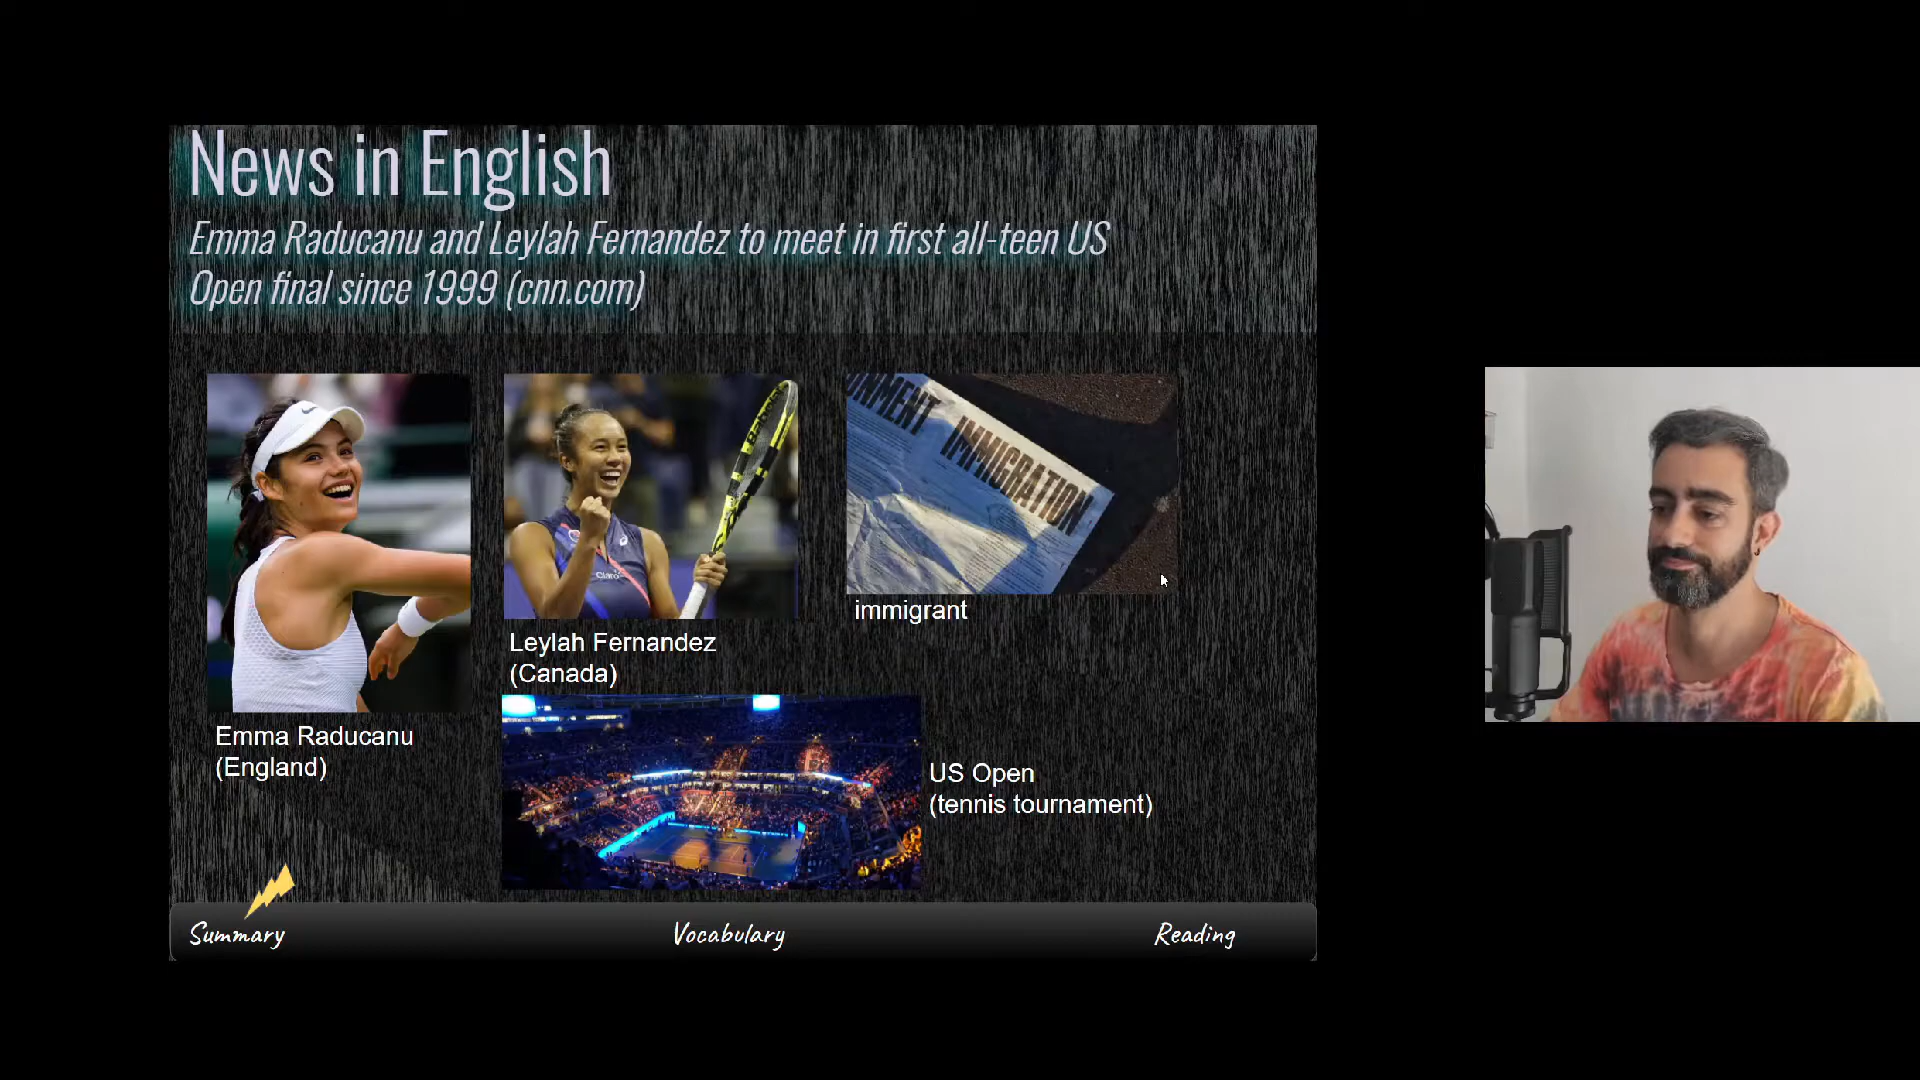 News in English
Emma Raducanu and Leylah Fernandez to meet in first all-teen US
Open final since 1999 (cnn.com)
IMMIGRATION
Claro
immigrant
Leylah Fernandez
(Canada)
Emma Raducanu
(England)
US Open
(tennis tournament)
Summary
Vocabulary
Reading